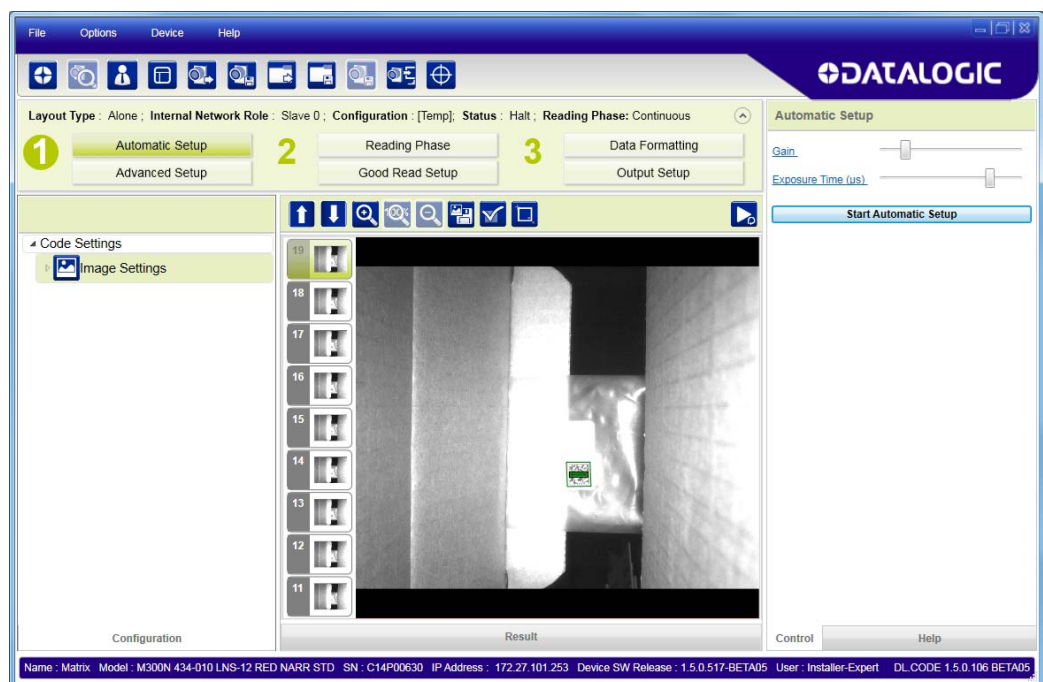 File Options Device Help
DATALOGIC
Layout Type : Alone ; Internal Network Role : Slave 0 ; Configuration : [Temp]; Status : Halt ; Reading Phase: Continuous
1 Automatic Setup
Advanced Setup
2 Reading Phase
Good Read Setup
3 Data Formatting
Output Setup
Automatic Setup
Gain
Exposure Time (µs)
Start Automatic Setup
Code Settings
Image Settings
100%
19
18
17
16
15
14
13
12
11
Configuration
Result
Control Help
Name : Matrix Model : M300N 434-010 LNS-12 RED NARR STD SN : C14P00630 IP Address : 172.27.101.253 Device SW Release : 1.5.0.517-BETA05 User : Installer-Expert DL.CODE 1.5.0.106 BETA05